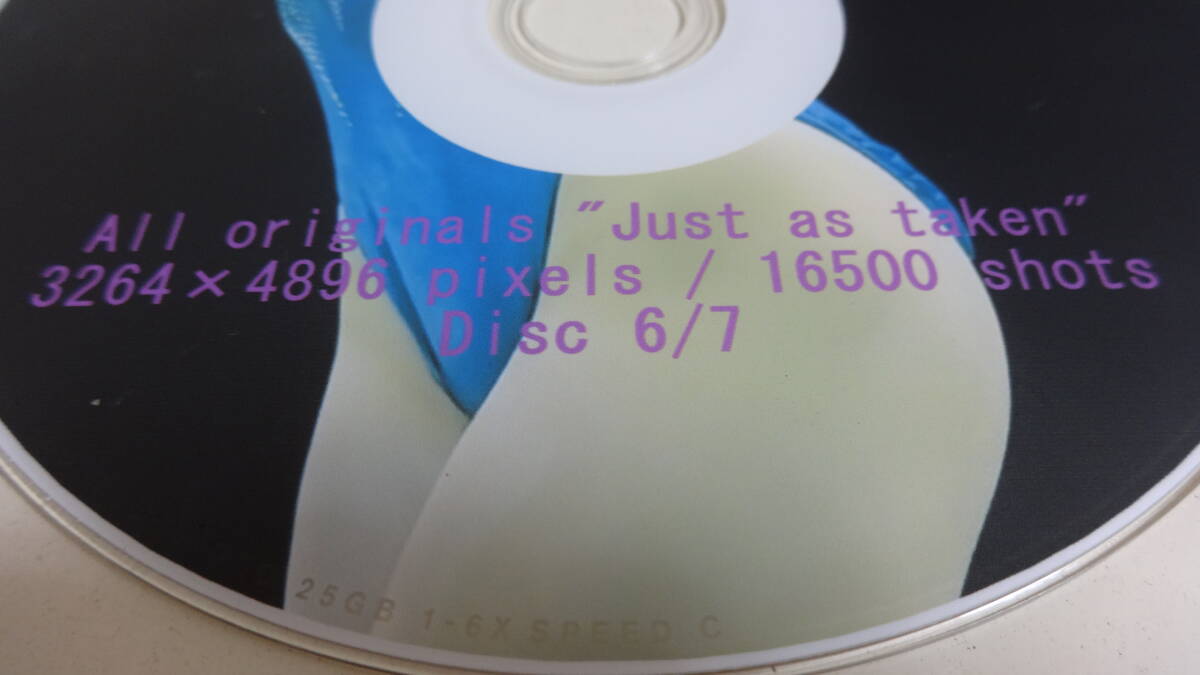 All originals "Just as taken"
3264×4896 pixels / 16500 shots
Disc 6/7
25GB 1-6X SPEED C